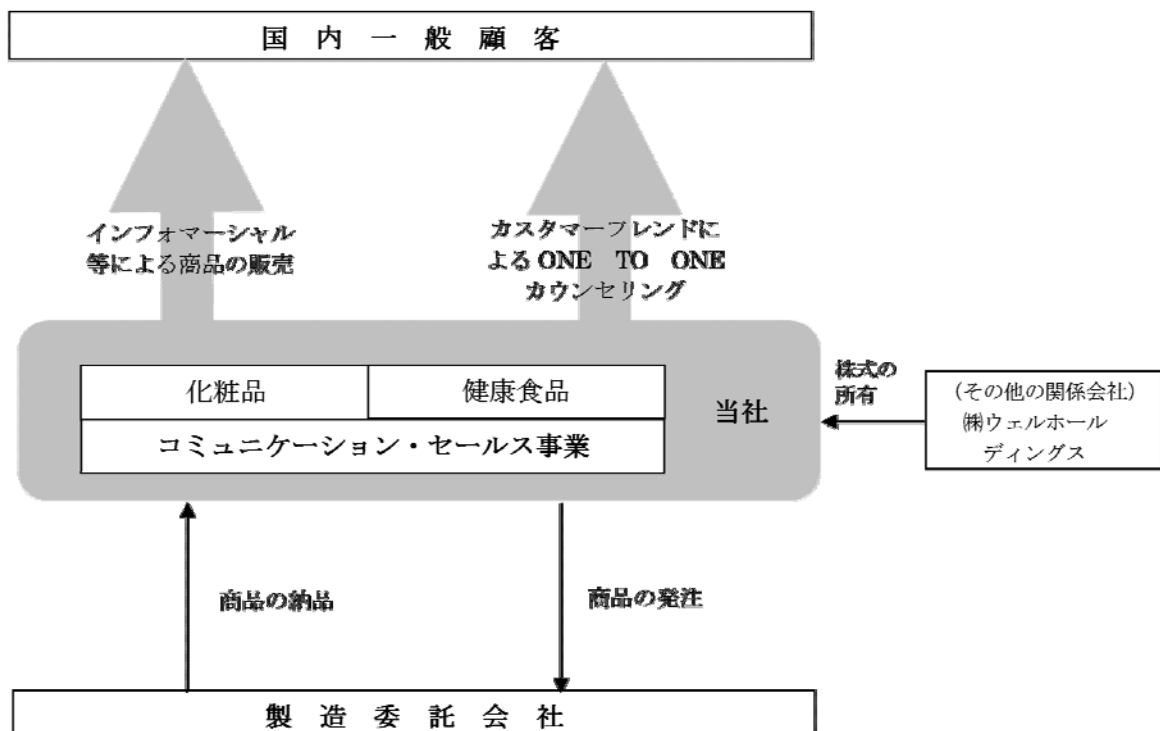 国内一般顧客
インフォマーシャル
等による商品の販売
カスタマーフレンドに
よるONE TO ONE
カウンセリング
化粧品
健康食品
コミュニケーション・セールス事業
当社
株式の
所有
(その他の関係会社)
㈱ウェルホール
ディングス
商品の納品
商品の発注
製造委託会社